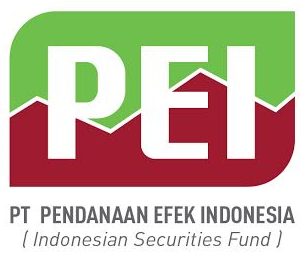 PEI
PT PENDANAAN EFEK INDONESIA
( Indonesian Securities Fund )